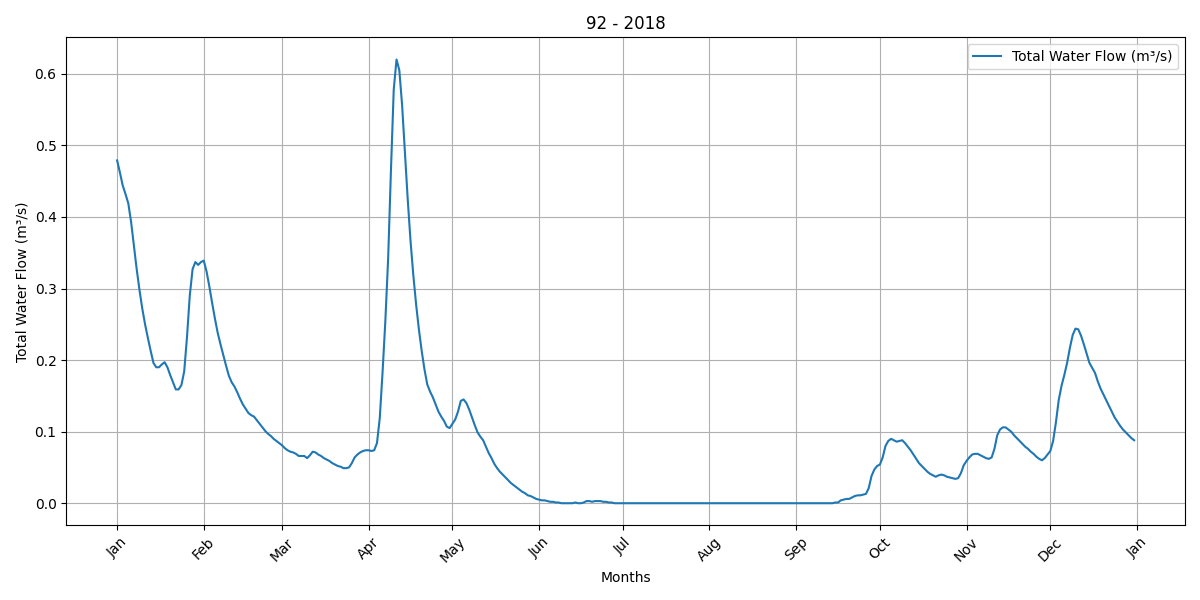 92 - 2018
Total Water Flow (m³/s)
Total Water Flow (m³/s)
0.6
0.5
0.4
0.3
0.2
0.1
0.0
Jan Feb Mar Apr May Jun Jul Aug Sep Oct Nov Dec Jan
Months